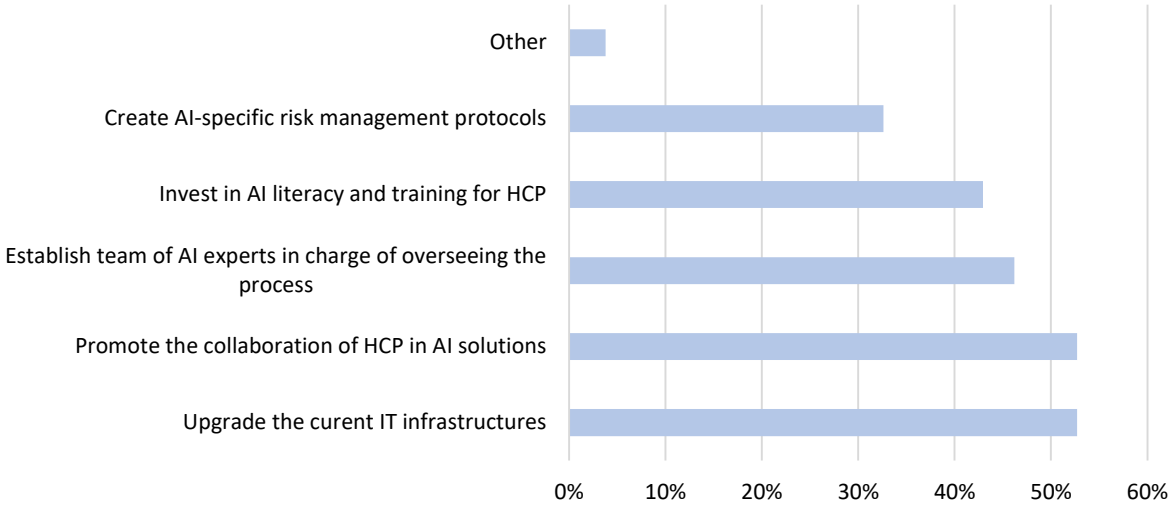 Other
Create AI-specific risk management protocols
Invest in AI literacy and training for HCP
Establish team of AI experts in charge of overseeing the
process
Promote the collaboration of HCP in AI solutions
Upgrade the curent IT infrastructures
0% 10% 20% 30% 40% 50% 60%